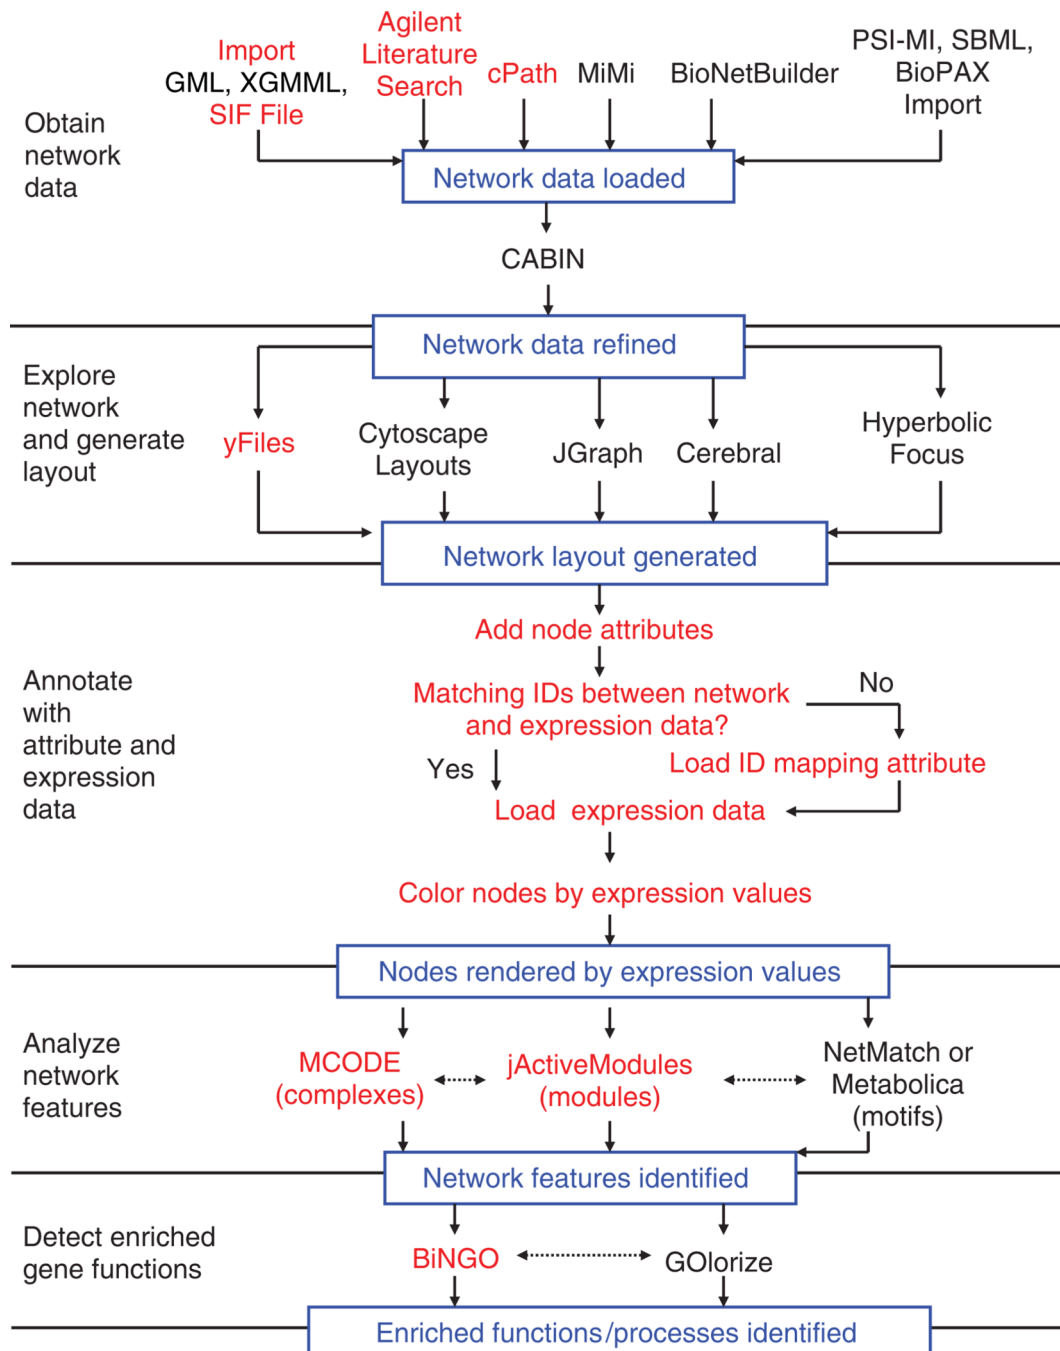 Import
GML, XGMML,
SIF File
Agilent
Literature
Search
cPath
MiMi
BioNetBuilder
PSI-MI, SBML,
BioPAX
Import
Obtain
network
data
Network data loaded
CABIN
Network data refined
Explore
network
and generate
layout
yFiles
Cytoscape
Layouts
JGraph
Cerebral
Hyperbolic
Focus
Network layout generated
Add node attributes
Annotate
with
attribute and
expression
data
Matching IDs between network
and expression data?
No
Yes
Load ID mapping attribute
Load expression data
Color nodes by expression values
Nodes rendered by expression values
Analyze
network
features
MCODE
(complexes)
jActiveModules
(modules)
NetMatch or
Metabolica
(motifs)
Network features identified
Detect enriched
gene functions
BiNGO
GOlorize
Enriched functions/processes identified